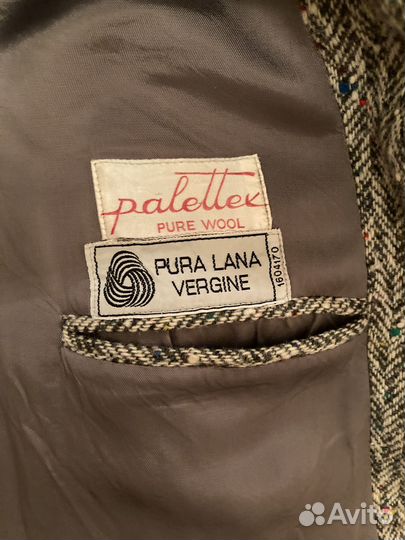 palettex
PURE WOOL
PURA LANA
VERGINE
1604170
Avito